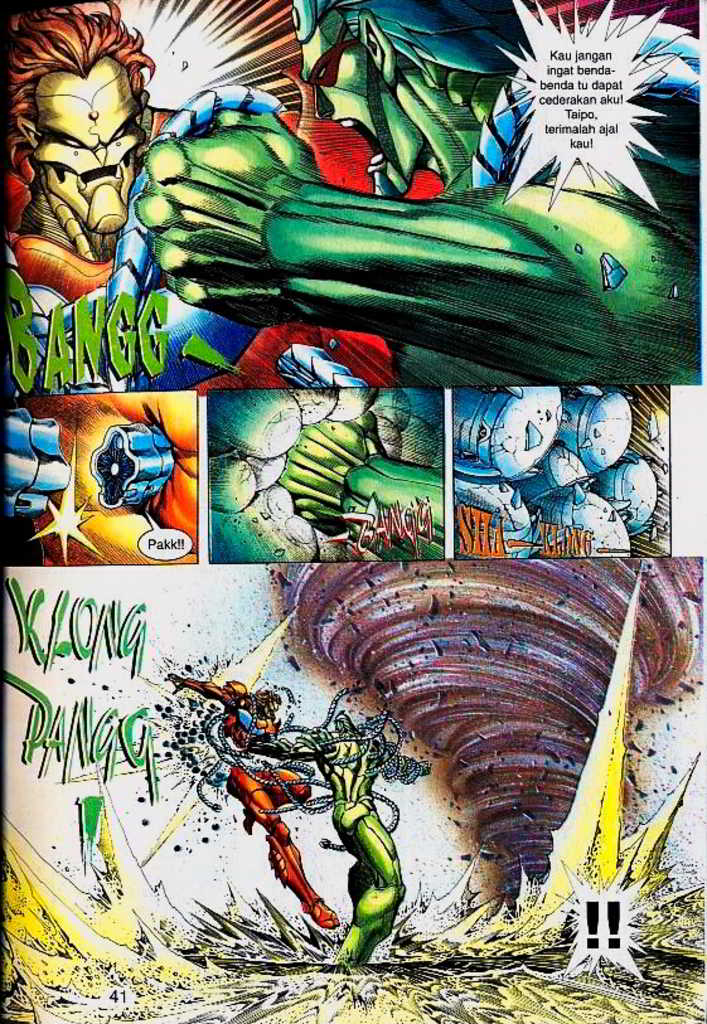 Kau jangan
ingat benda-
benda tu dapat
cederakan aku!
Taipo,
terimalah ajal
kau!
BANGG
Pakk!!
BANGG
SHA KLONG
KLONG
PANGG
!
!!
41